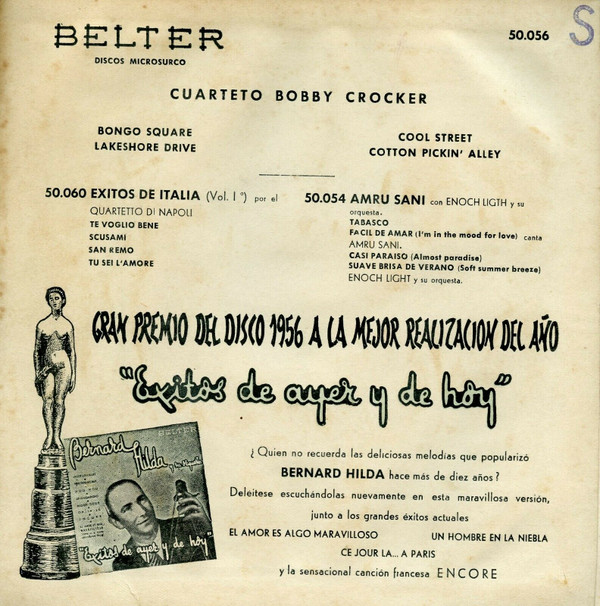 BELTER
DISCOS MICROSURCO
50.056
S
CUARTETO BOBBY CROCKER
BONGO SQUARE
LAKESHORE DRIVE
COOL STREET
COTTON PICKIN' ALLEY
50.060 EXITOS DE ITALIA (Vol. I º) por el
QUARTETTO DI NAPOLI
TE VOGLIO BENE
SCUSAMI
SAN REMO
TU SEI L'AMORE
50.054 AMRU SANI con ENOCH LIGTH y su
orquesta.
TABASCO
FACIL DE AMAR (I'm in the mood for love) canta
AMRU SANI.
CASI PARAISO (Almost paradise)
SUAVE BRISA DE VERANO (Soft summer breeze)
ENOCH LIGHT y su orquesta.
GRAN PREMIO DEL DISCO 1956 A LA MEJOR REALIZACION DEL AÑO
"Exitos de ayer y de hoy"
BELTER
Bernard
Hilda
"Exitos de ayer y de hoy"
¿Quien no recuerda las deliciosas melodías que popularizó
BERNARD HILDA hace más de diez años?
Deléitese escuchándolas nuevamente en esta maravillosa versión,
junto a los grandes éxitos actuales
EL AMOR ES ALGO MARAVILLOSO UN HOMBRE EN LA NIEBLA
CE JOUR LA... A PARIS
y la sensacional canción francesa ENCORE